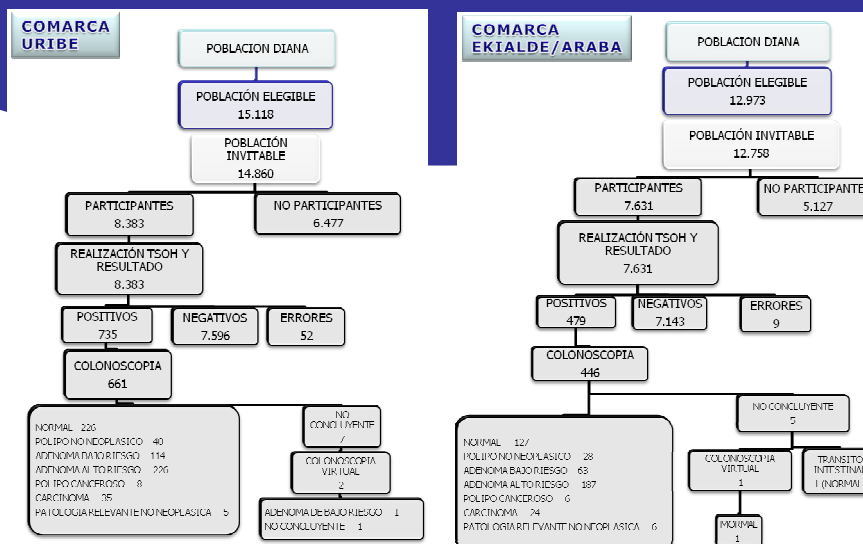 COMARCA
URIBE
POBLACION DIANA
POBLACIÓN ELEGIBLE
15.118
POBLACIÓN
INVITABLE
14.860
PARTICIPANTES
8.383
NO PARTICIPANTES
6.477
REALIZACIÓN TSOH Y
RESULTADO
8.383
POSITIVOS
735
NEGATIVOS
7.596
ERRORES
52
COLONOSCOPIA
661
NORMAL 226
POLIPO NO NEOPLASICO 40
ADENOMA BAJO RIESGO 114
ADENOMA ALTO RIESGO 226
POLIPO CANCEROSO 8
CARCINOMA 35
PATOLOGIA RELEVANTE NO NEOPLASICA 5
NO
CONCLUYENTE
7
COLONOSCOPIA
VIRTUAL
2
ADENOMA DE BAJO RIESGO 1
NO CONCLUYENTE 1
COMARCA
EKIALDE/ARABA
POBLACION DIANA
POBLACIÓN ELEGIBLE
12.973
POBLACIÓN INVITABLE
12.758
PARTICIPANTES
7.631
NO PARTICIPANTE
5.127
REALIZACIÓN TSOH Y
RESULTADO
7.631
POSITIVOS
479
NEGATIVOS
7.143
ERRORES
9
COLONOSCOPIA
446
NORMAL 127
POLIPO NO NEOPLASICO 28
ADENOMA BAJO RIESGO 63
ADENOMA ALTO RIESGO 187
POLIPO CANCEROSO 6
CARCINOMA 24
PATOLOGIA RELEVANTE NO NEOPLASICA 6
NO CONCLUYENTE
5
COLONOSCOPIA
VIRTUAL
1
NORMAL
1
TRANSITO
INTESTINA
(NORMAL